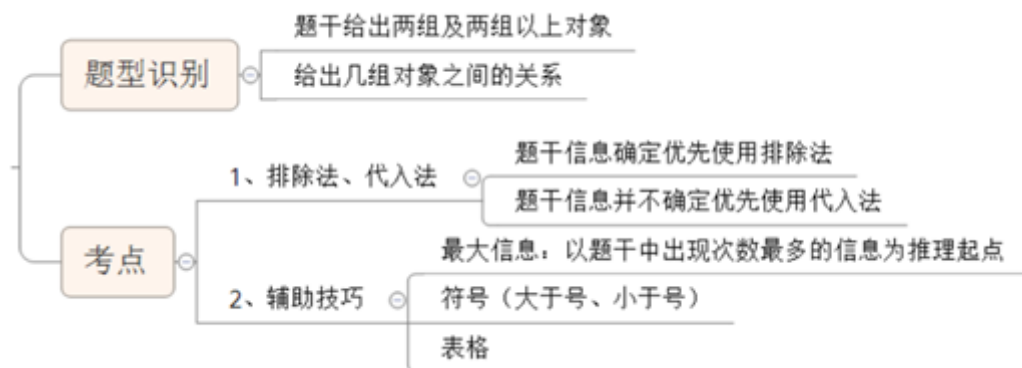 题型识别
题干给出两组及两组以上对象
给出几组对象之间的关系
考点
1、排除法、代入法
题干信息确定优先使用排除法
题干信息并不确定优先使用代入法
2、辅助技巧
最大信息：以题干中出现次数最多的信息为推理起点
符号（大于号、小于号）
表格